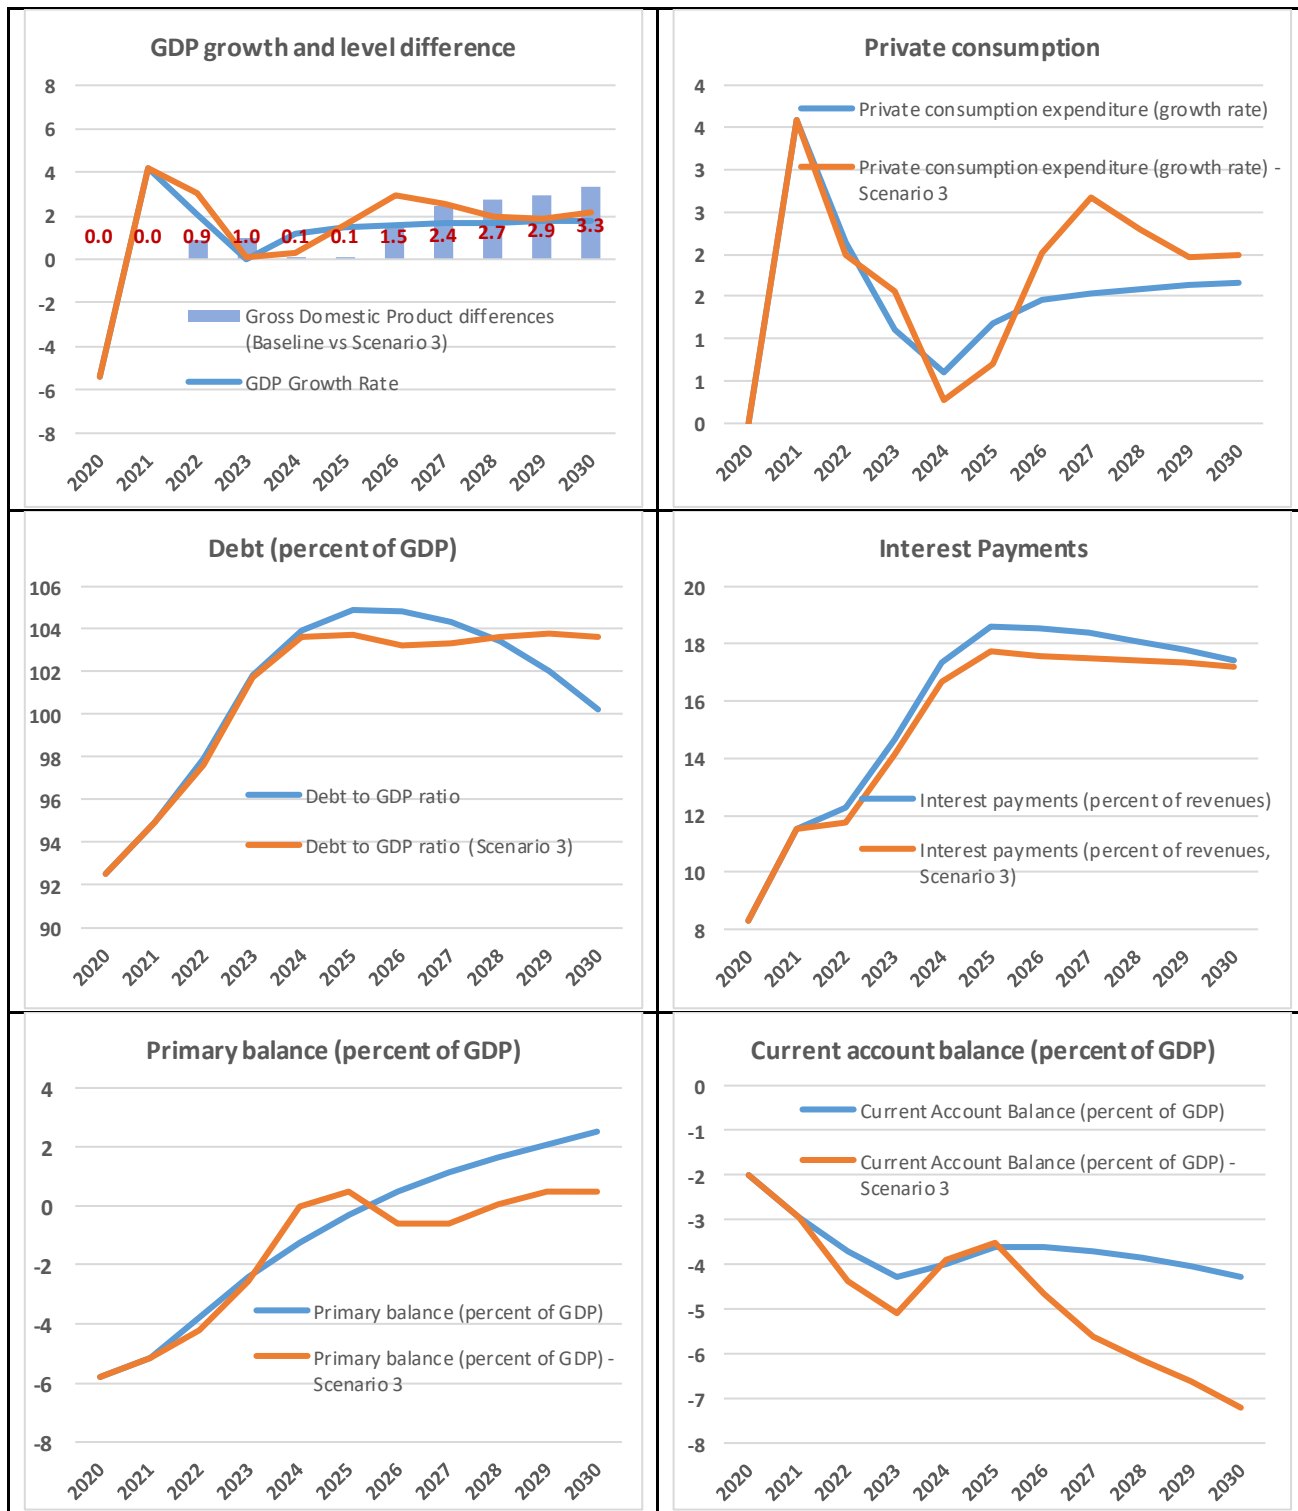 GDP growth and level difference
8
6
4
2
0
-2
-4
-6
-8
0.0 0.0 0.9 1.0 0.1 0.1 1.5 2.4 2.7 2.9 3.3
Gross Domestic Product differences
(Baseline vs Scenario 3)
GDP Growth Rate
2020 2021 2022 2023 2024 2025 2026 2027 2028 2029 2030
Private consumption
4
4
3
3
2
2
1
1
0
Private consumption expenditure (growth rate)
Private consumption expenditure (growth rate) -
Scenario 3
2020 2021 2022 2023 2024 2025 2026 2027 2028 2029 2030
Debt (percent of GDP)
106
104
102
100
98
96
94
92
90
Debt to GDP ratio
Debt to GDP ratio (Scenario 3)
2020 2021 2022 2023 2024 2025 2026 2027 2028 2029 2030
Interest Payments
20
18
16
14
12
10
8
Interest payments (percent of revenues)
Interest payments (percent of revenues,
Scenario 3)
2020 2021 2022 2023 2024 2025 2026 2027 2028 2029 2030
Primary balance (percent of GDP)
4
2
0
-2
-4
-6
-8
Primary balance (percent of GDP)
Primary balance (percent of GDP) -
Scenario 3
2020 2021 2022 2023 2024 2025 2026 2027 2028 2029 2030
Current account balance (percent of GDP)
0
-1
-2
-3
-4
-5
-6
-7
-8
Current Account Balance (percent of GDP)
Current Account Balance (percent of GDP) -
Scenario 3
2020 2021 2022 2023 2024 2025 2026 2027 2028 2029 2030